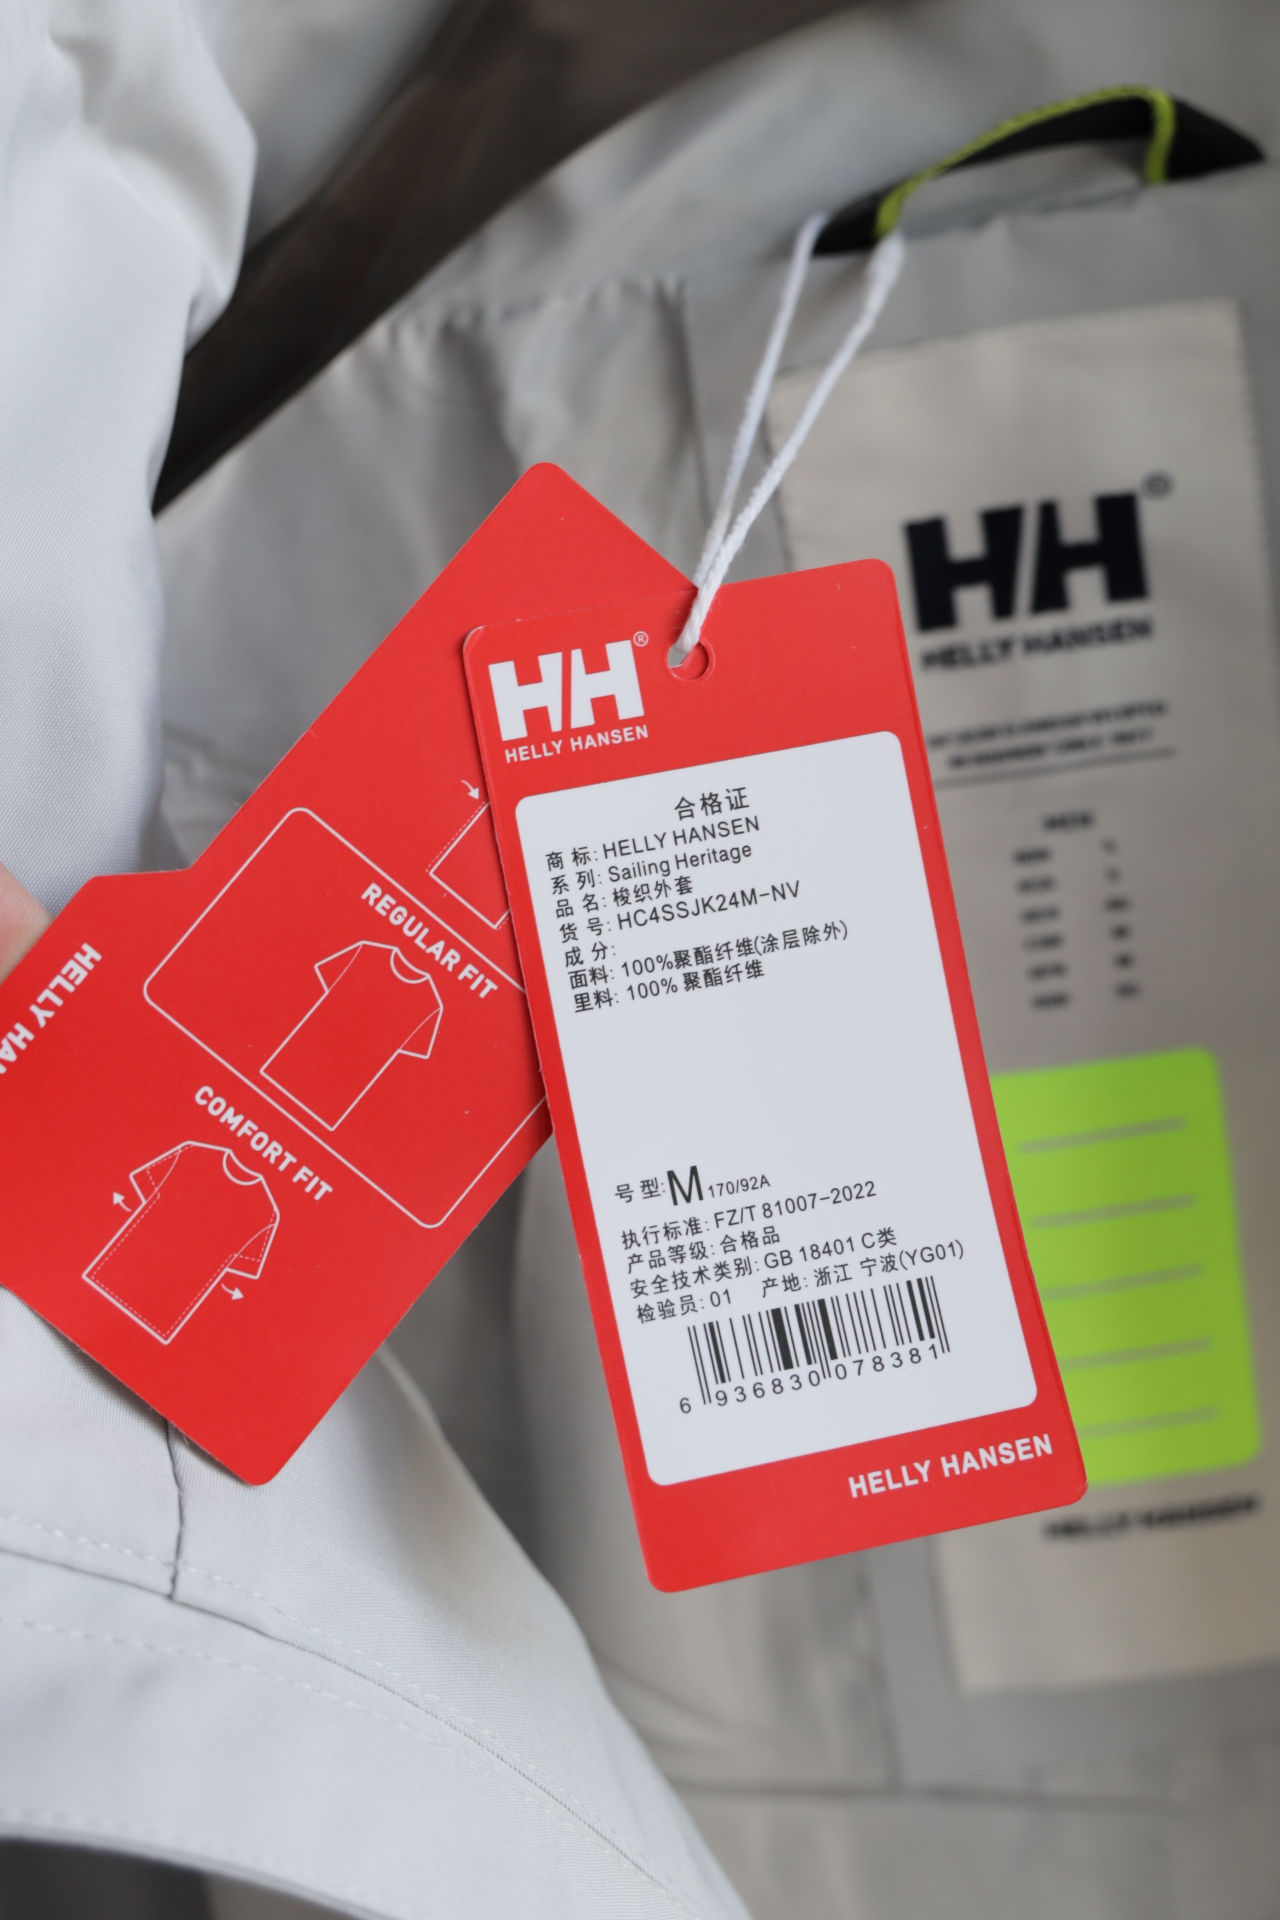 HH®
HELLY HANSEN
合格证
商 标: HELLY HANSEN
系 列: Sailing Heritage
品 名: 梭织外套
货 号: HC4SSJK24M-NV
成 分:
面料: 100%聚酯纤维(涂层除外)
里料: 100% 聚酯纤维
号 型: M 170/92A
执行标准: FZ/T 81007-2022
产品等级: 合格品
安全技术类别: GB 18401 C类
检验员: 01 产地: 浙江 宁波(YG01)
6 936830 078381
HELLY HANSEN
REGULAR FIT
COMFORT FIT
HELLY HA
HH
HELLY HANSEN
HELLY HANSEN